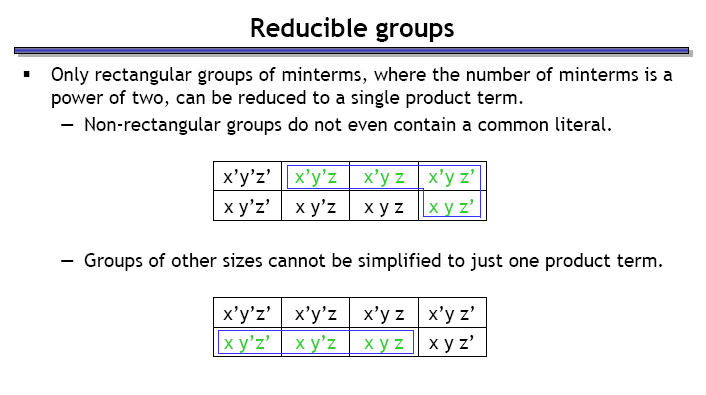 Reducible groups
▪ Only rectangular groups of minterms, where the number of minterms is a
power of two, can be reduced to a single product term.
— Non-rectangular groups do not even contain a common literal.
x’y’z’ x’y’z x’y z x’y z’
x y’z’ x y’z x y z x y z’
— Groups of other sizes cannot be simplified to just one product term.
x’y’z’ x’y’z x’y z x’y z’
x y’z’ x y’z x y z x y z’